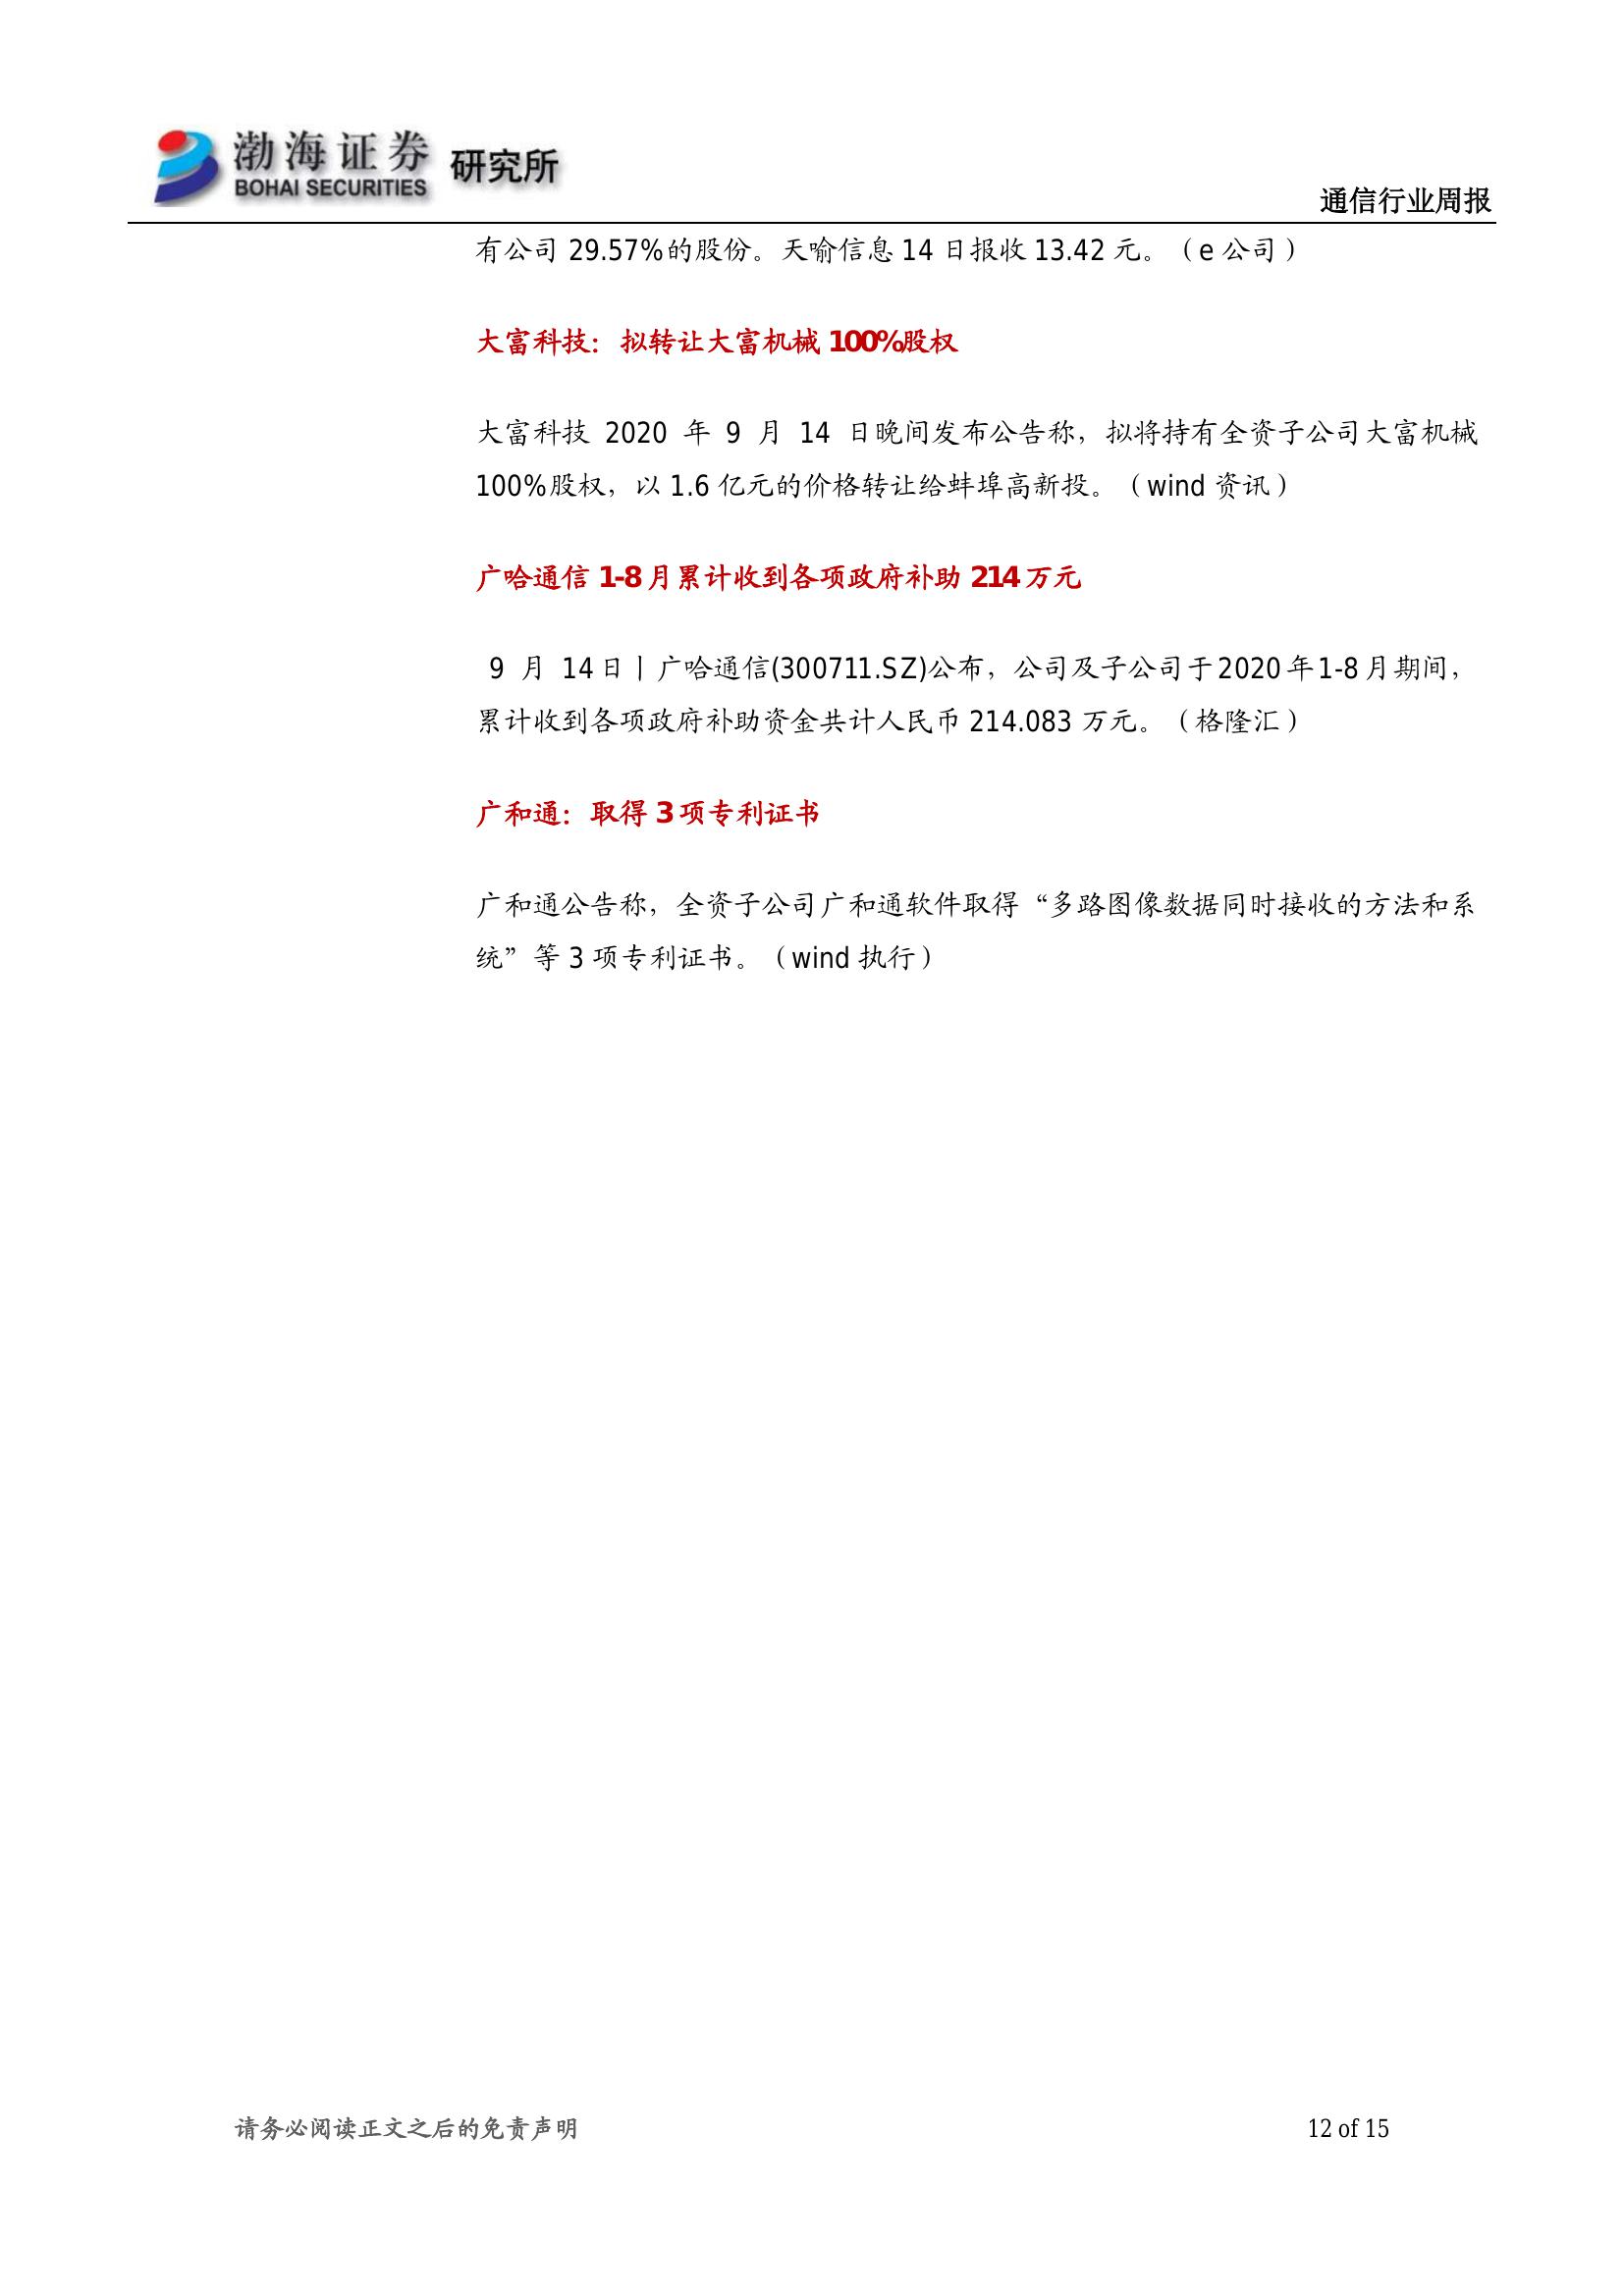 渤海证券
BOHAI SECURITIES
研究所
通信行业周报
有公司 29.57%的股份。天喻信息 14 日报收 13.42 元。（e 公司）
大富科技：拟转让大富机械 100%股权
大富科技 2020 年 9 月 14 日晚间发布公告称，拟将持有全资子公司大富机械
100%股权，以 1.6 亿元的价格转让给蚌埠高新投。（wind 资讯）
广哈通信 1-8 月累计收到各项政府补助 214 万元
9 月 14 日丨广哈通信(300711.SZ)公布，公司及子公司于 2020 年 1-8 月期间，
累计收到各项政府补助资金共计人民币 214.083 万元。（格隆汇）
广和通：取得 3 项专利证书
广和通公告称，全资子公司广和通软件取得“多路图像数据同时接收的方法和系
统”等 3 项专利证书。（wind 执行）
请务必阅读正文之后的免责声明
12 of 15